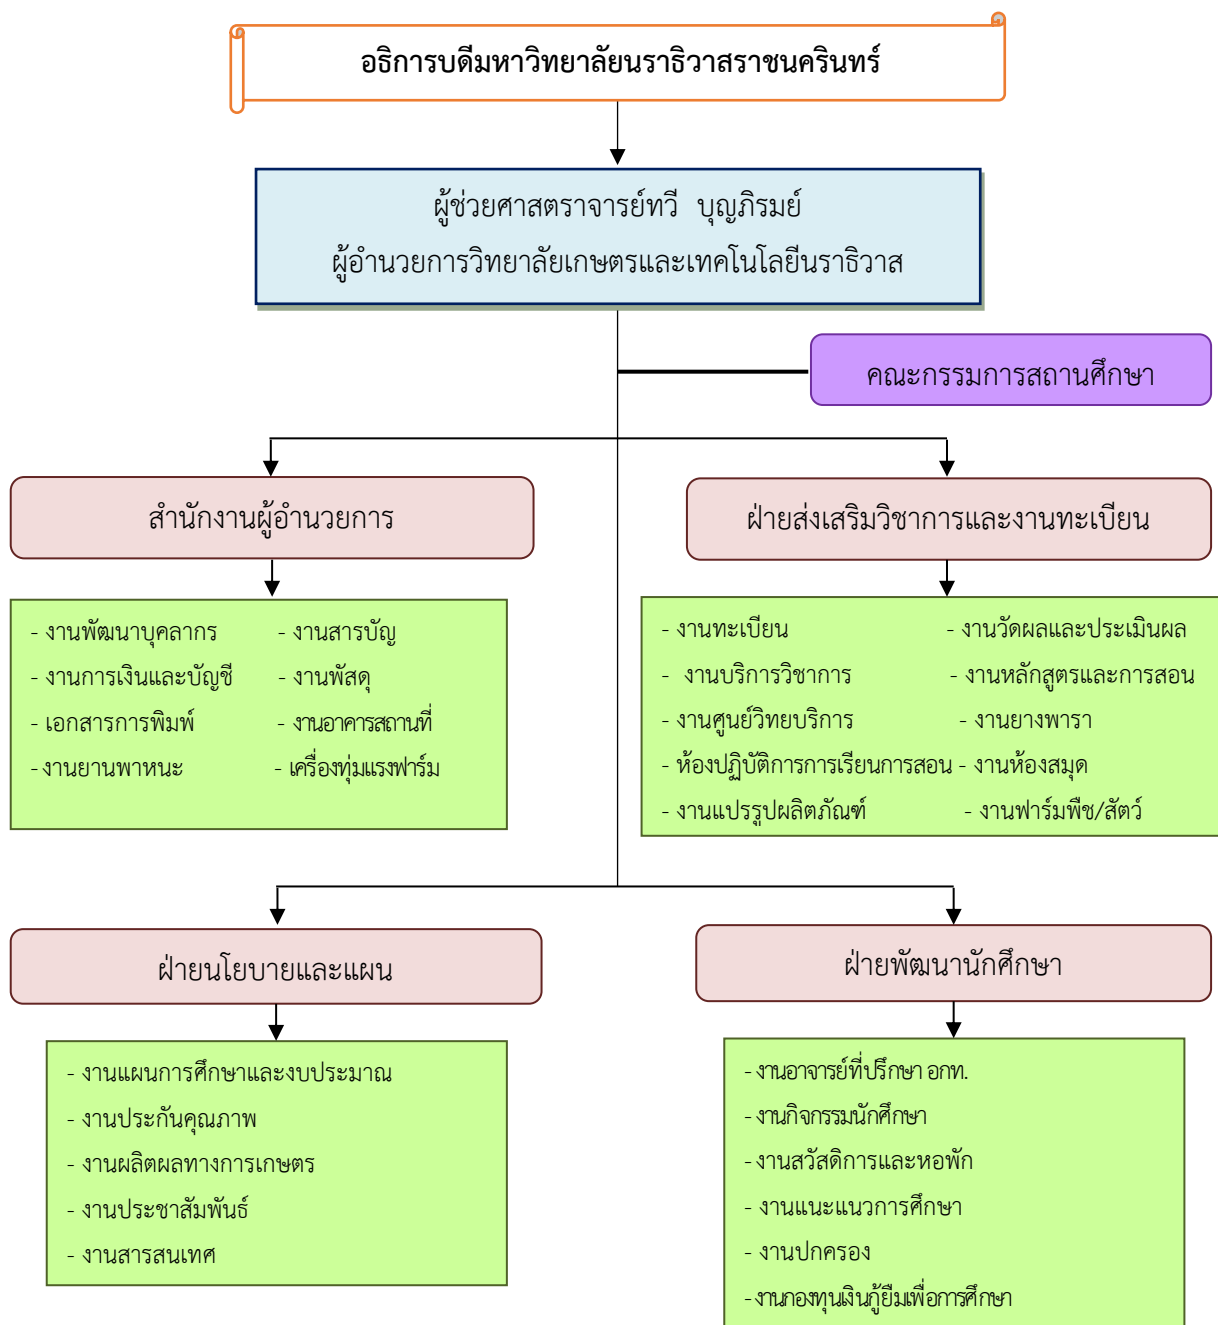 อธิการบดีมหาวิทยาลัยนราธิวาสราชนครินทร์
ผู้ช่วยศาสตราจารย์ทวี บุญภิรมย์
ผู้อำนวยการวิทยาลัยเกษตรและเทคโนโลยีนราธิวาส
คณะกรรมการสถานศึกษา
สำนักงานผู้อำนวยการ
- งานพัฒนาบุคลากร - งานสารบัญ
- งานการเงินและบัญชี - งานพัสดุ
- เอกสารการพิมพ์ - งานอาคารสถานที่
- งานยานพาหนะ - เครื่องทุ่มแรงฟาร์ม
ฝ่ายส่งเสริมวิชาการและงานทะเบียน
- งานทะเบียน - งานวัดผลและประเมินผล
- งานบริการวิชาการ - งานหลักสูตรและการสอน
- งานศูนย์วิทยบริการ - งานยางพารา
- ห้องปฏิบัติการการเรียนการสอน - งานห้องสมุด
- งานแปรรูปผลิตภัณฑ์ - งานฟาร์มพืช/สัตว์
ฝ่ายนโยบายและแผน
- งานแผนการศึกษาและงบประมาณ
- งานประกันคุณภาพ
- งานผลิตผลทางการเกษตร
- งานประชาสัมพันธ์
- งานสารสนเทศ
ฝ่ายพัฒนานักศึกษา
- งานอาจารย์ที่ปรึกษา อกท.
- งานกิจกรรมนักศึกษา
- งานสวัสดิการและหอพัก
- งานแนะแนวการศึกษา
- งานปกครอง
- งานกองทุนเงินกู้ยืมเพื่อการศึกษา